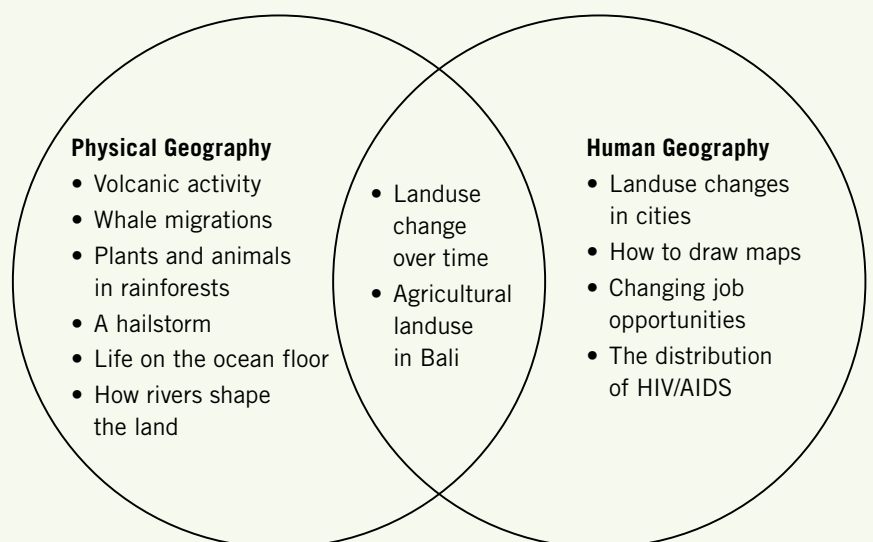 Physical Geography
• Volcanic activity
• Whale migrations
• Plants and animals
in rainforests
• A hailstorm
• Life on the ocean floor
• How rivers shape
the land
• Landuse
change
over time
• Agricultural
landuse
in Bali
Human Geography
• Landuse changes
in cities
• How to draw maps
• Changing job
opportunities
• The distribution
of HIV/AIDS